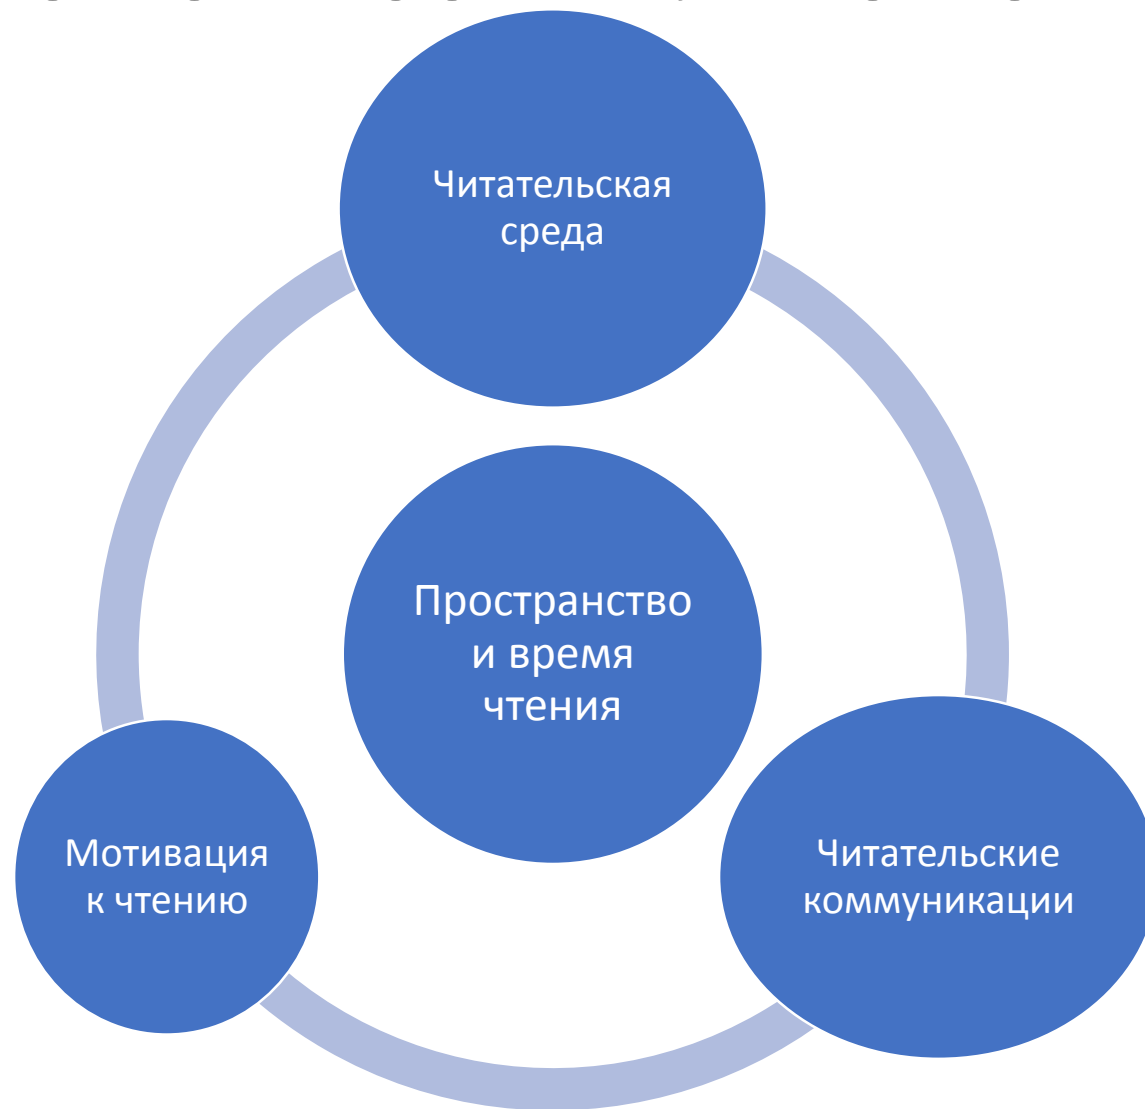 Читательская
среда
Пространство
и время
чтения
Мотивация
к чтению
Читательские
коммуникации